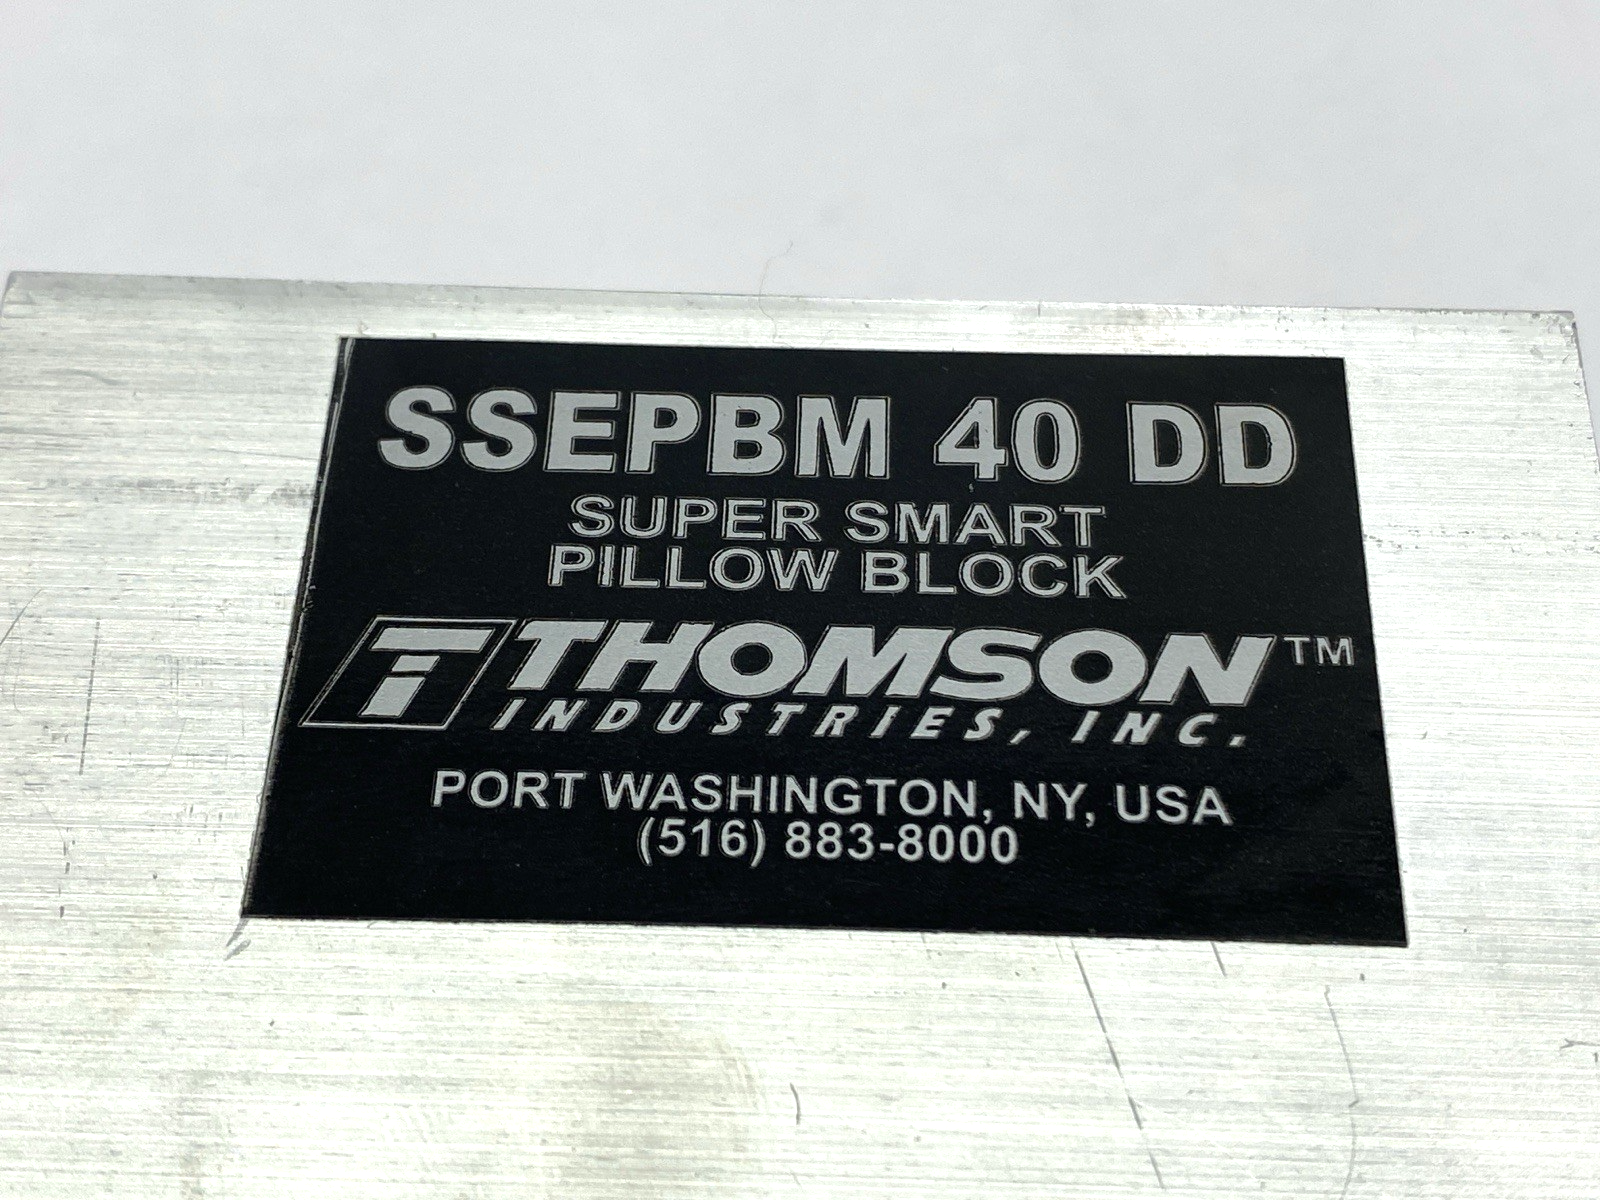 SSEPBM 40 DD
SUPER SMART
PILLOW BLOCK
THOMSON™
INDUSTRIES, INC.
PORT WASHINGTON, NY, USA
(516) 883-8000